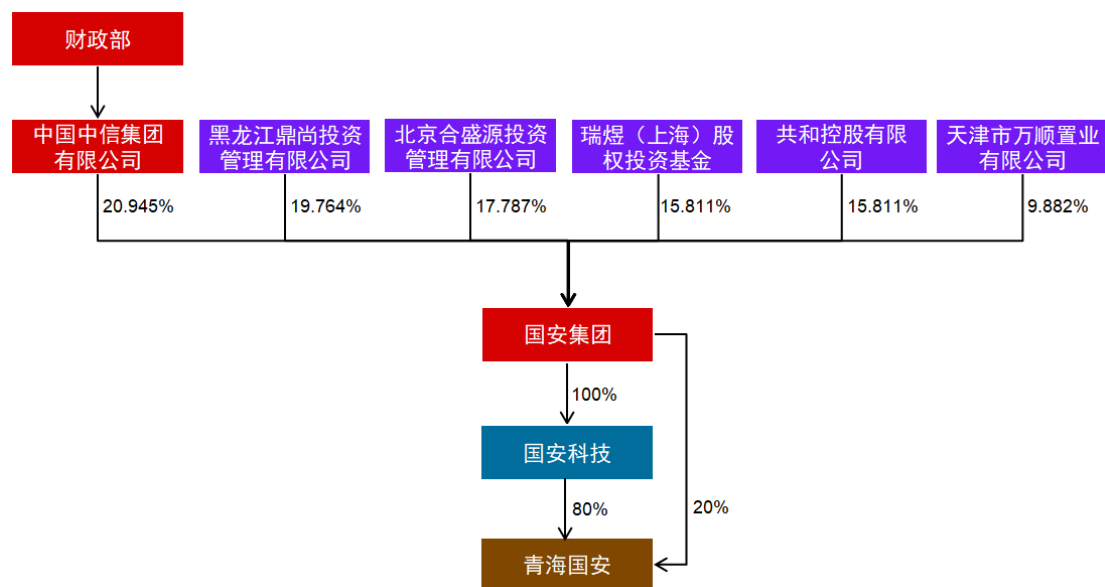 财政部
中国中信集团
有限公司
黑龙江鼎尚投资
管理有限公司
北京合盛源投资
管理有限公司
瑞煜（上海）股
权投资基金
共和控股有限
公司
天津市万顺置业
有限公司
20.945%
19.764%
17.787%
15.811%
15.811%
9.882%
国安集团
100%
国安科技
80%
20%
青海国安